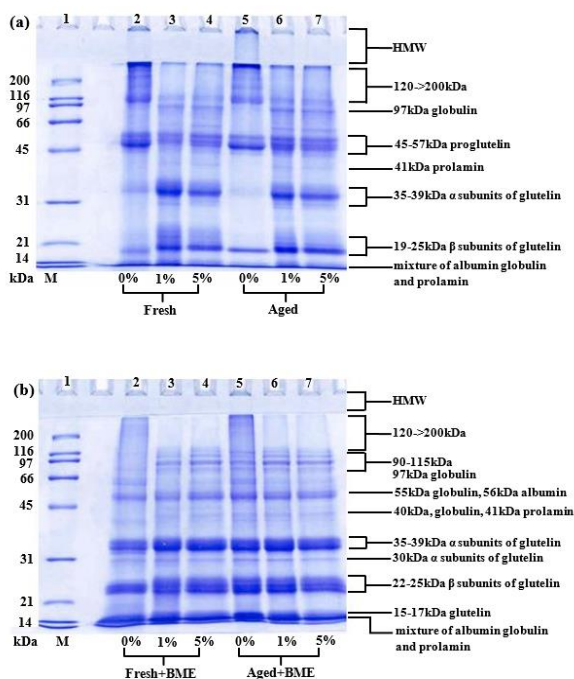 (a)
1 2 3 4 5 6 7
HMW
200
120->200kDa
116
97
97kDa globulin
66
45-57kDa proglutelin
45
41kDa prolamin
35-39kDa α subunits of glutelin
31
21
19-25kDa β subunits of glutelin
14
mixture of albumin globulin
and prolamin
kDa M 0% 1% 5% 0% 1% 5%
Fresh Aged
(b)
1 2 3 4 5 6 7
HMW
200
120->200kDa
116
97
90-115kDa
97kDa globulin
66
55kDa globulin, 56kDa albumin
45
40kDa, globulin, 41kDa prolamin
35-39kDa α subunits of glutelin
31
30kDa α subunits of glutelin
22-25kDa β subunits of glutelin
21
15-17kDa glutelin
14
mixture of albumin globulin
and prolamin
kDa M 0% 1% 5% 0% 1% 5%
Fresh+BME Aged+BME